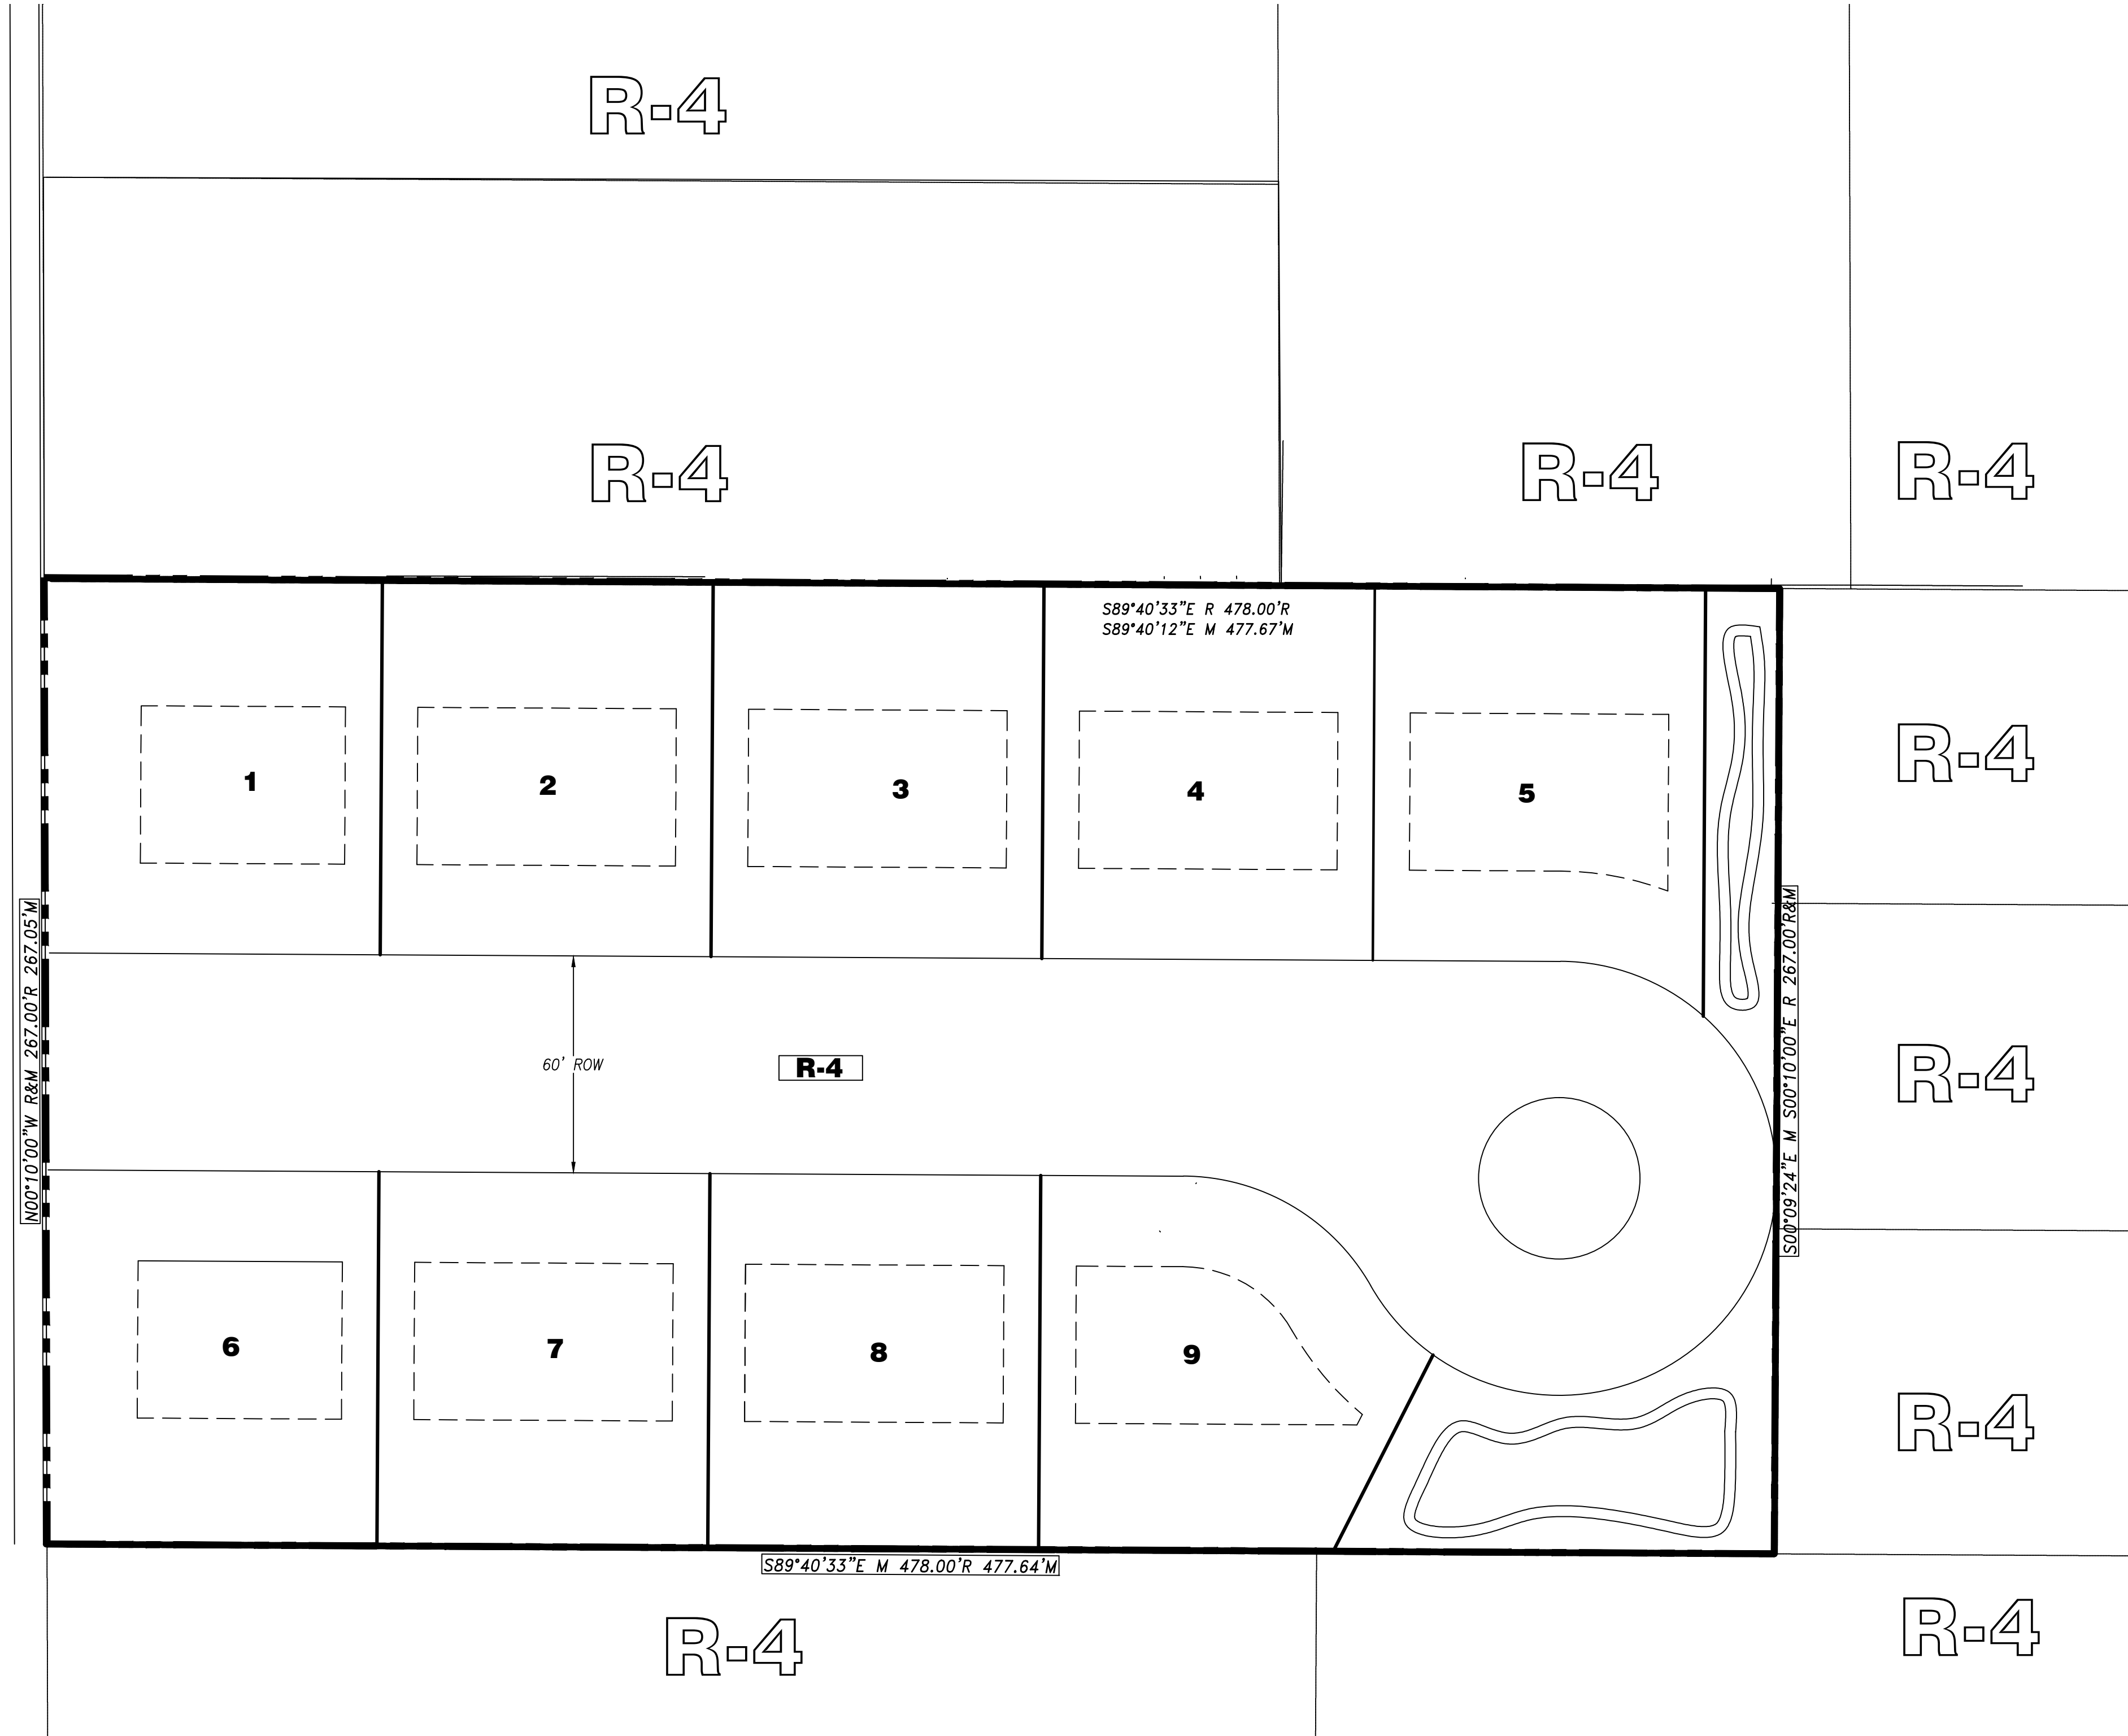 R-4
R-4
R-4
R-4
S89°40'33"E R 478.00'R
S89°40'12"E M 477.67'M
1
2
3
4
5
R-4
N00°10'00"W R&M 267.00'R 267.05'M
60' ROW
R-4
S00°09'24"E M S00°10'00"E R 267.00'R&M
R-4
6
7
8
9
R-4
S89°40'33"E M 478.00'R 477.64'M
R-4
R-4